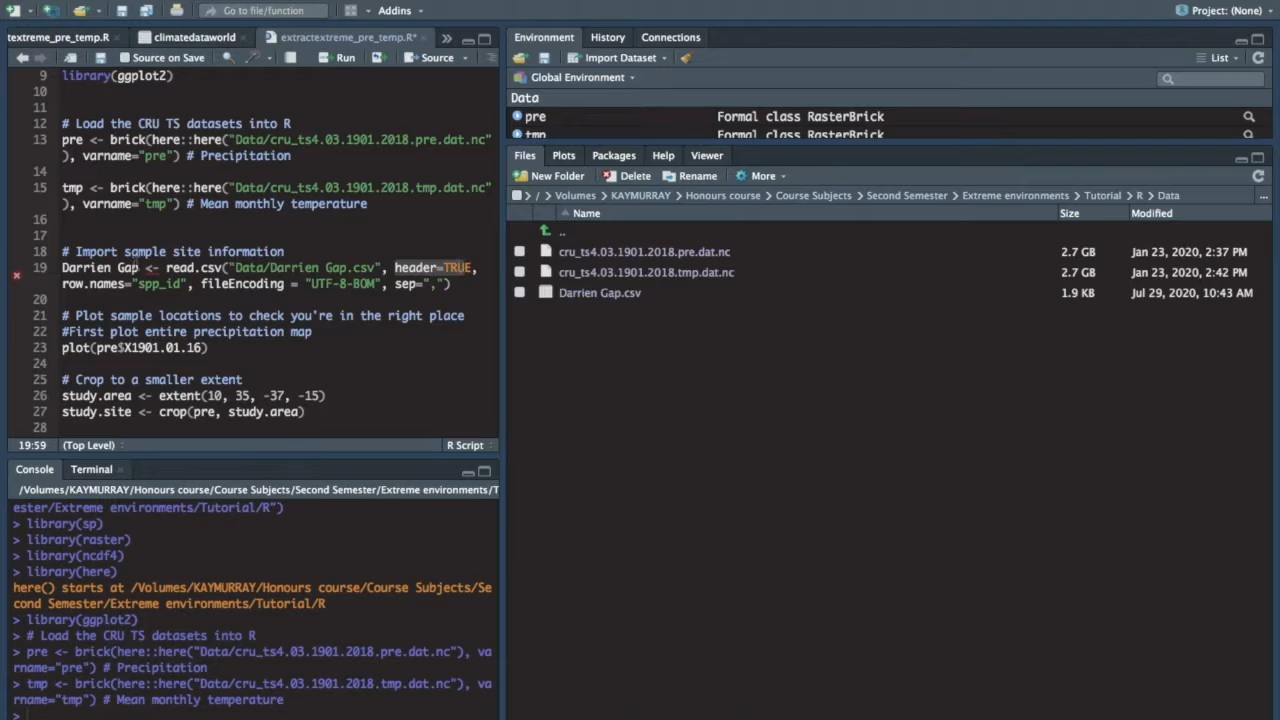 Go to file/function
Addins
Project: (None)
textreme_pre_temp.R
climatedataworld
extractextreme_pre_temp.R*
Source on Save
Run
Source
9 library(ggplot2)
10
11
12 # Load the CRU TS datasets into R
13 pre <- brick(here::here("Data/cru_ts4.03.1901.2018.pre.dat.nc"
), varname="pre") # Precipitation
14
15 tmp <- brick(here::here("Data/cru_ts4.03.1901.2018.tmp.dat.nc"
), varname="tmp") # Mean monthly temperature
16
17
18 # Import sample site information
19 Darrien Gap <- read.csv("Data/Darrien Gap.csv", header=TRUE,
row.names="spp_id", fileEncoding = "UTF-8-BOM", sep=",")
20
21 # Plot sample locations to check you're in the right place
22 #First plot entire precipitation map
23 plot(pre$X1901.01.16)
24
25 # Crop to a smaller extent
26 study.area <- extent(10, 35, -37, -15)
27 study.site <- crop(pre, study.area)
28
19:59 (Top Level) R Script
Console Terminal
/Volumes/KAYMURRAY/Honours course/Course Subjects/Second Semester/Extreme environments/T
ester/Extreme environments/Tutorial/R")
> library(sp)
> library(raster)
> library(ncdf4)
> library(here)
here() starts at /Volumes/KAYMURRAY/Honours course/Course Subjects/Se
cond Semester/Extreme environments/Tutorial/R
> library(ggplot2)
> # Load the CRU TS datasets into R
> pre <- brick(here::here("Data/cru_ts4.03.1901.2018.pre.dat.nc"), va
rname="pre") # Precipitation
> tmp <- brick(here::here("Data/cru_ts4.03.1901.2018.tmp.dat.nc"), va
rname="tmp") # Mean monthly temperature
>
Environment History Connections
Import Dataset
List
Global Environment
Data
pre Formal class RasterBrick
tmp Formal class RasterBrick
Files Plots Packages Help Viewer
New Folder Delete Rename More
/ Volumes KAYMURRAY Honours course Course Subjects Second Semester Extreme environments Tutorial R Data ...
Name Size Modified
..
cru_ts4.03.1901.2018.pre.dat.nc 2.7 GB Jan 23, 2020, 2:37 PM
cru_ts4.03.1901.2018.tmp.dat.nc 2.7 GB Jan 23, 2020, 2:42 PM
Darrien Gap.csv 1.9 KB Jul 29, 2020, 10:43 AM